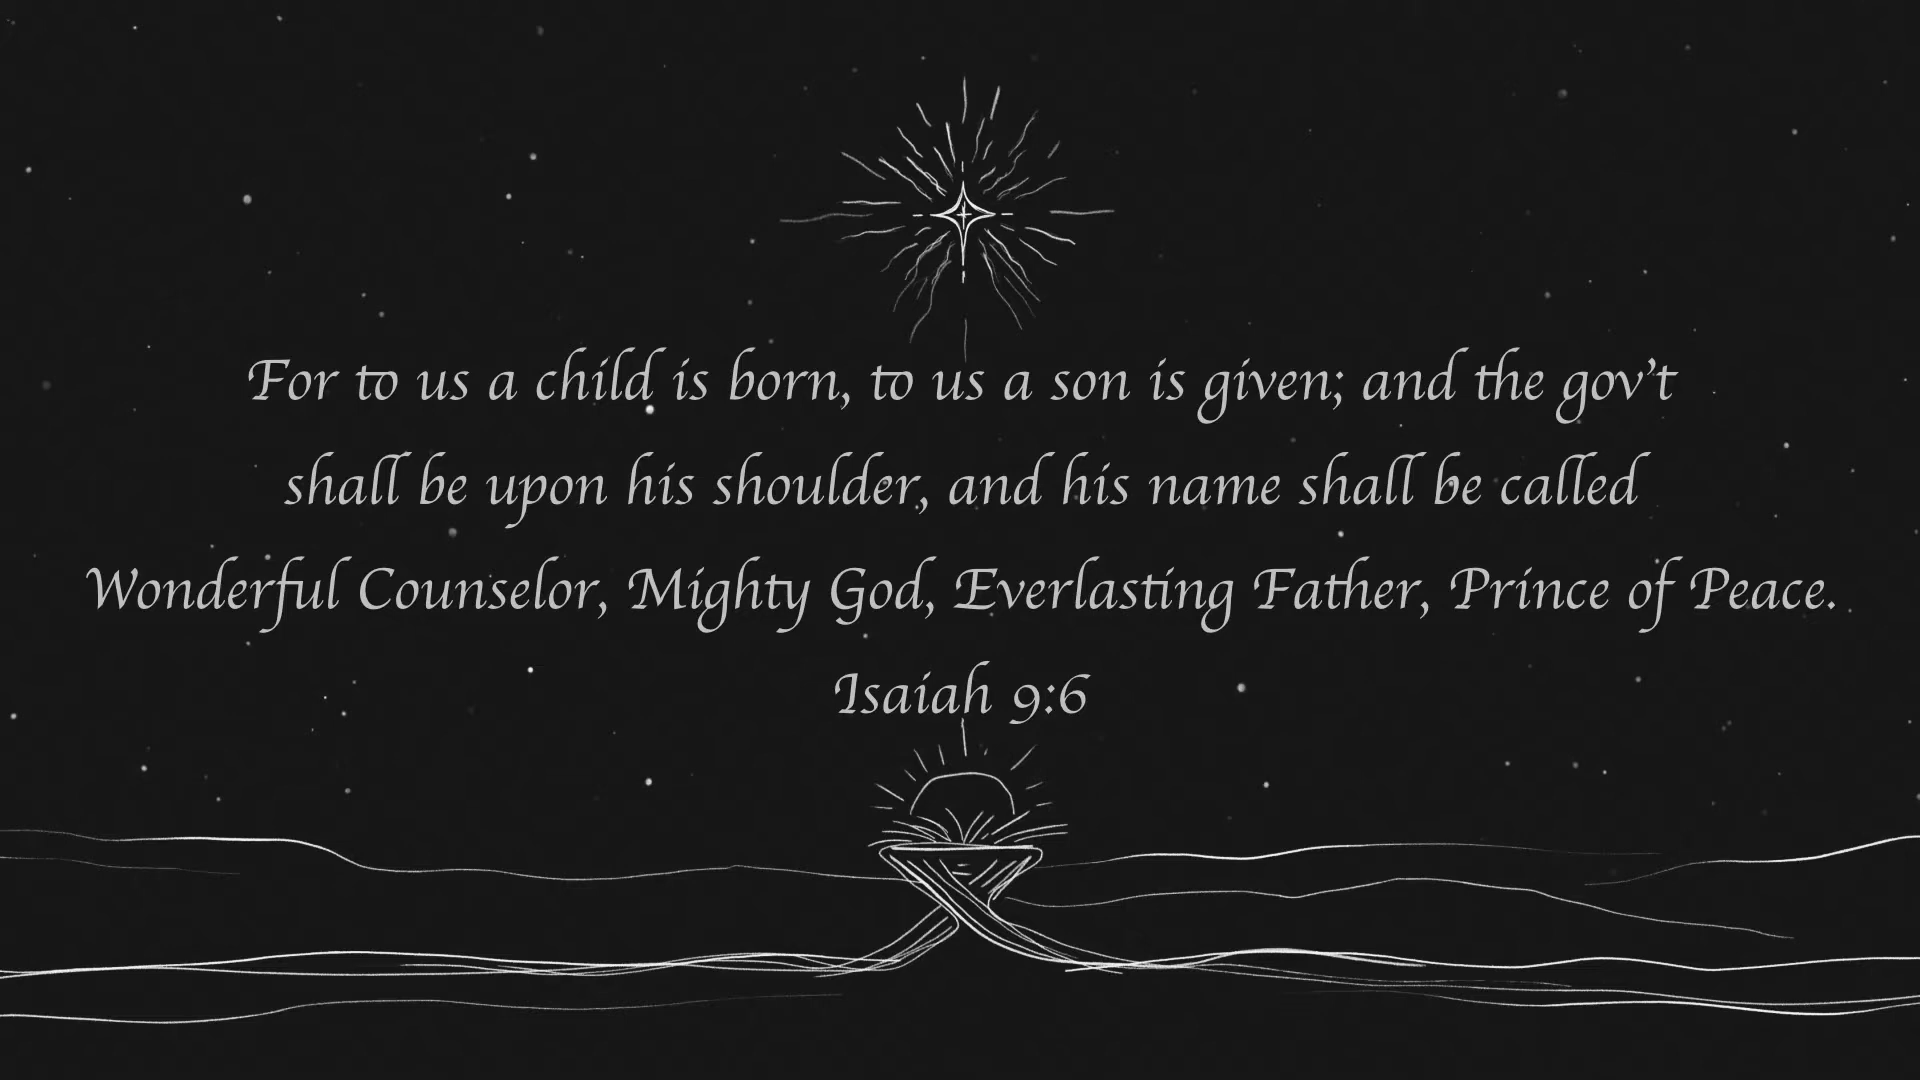 For to us a child is born, to us a son is given; and the gov't
shall be upon his shoulder, and his name shall be called
Wonderful Counselor, Mighty God, Everlasting Father, Prince of Peace.
Isaiah 9:6